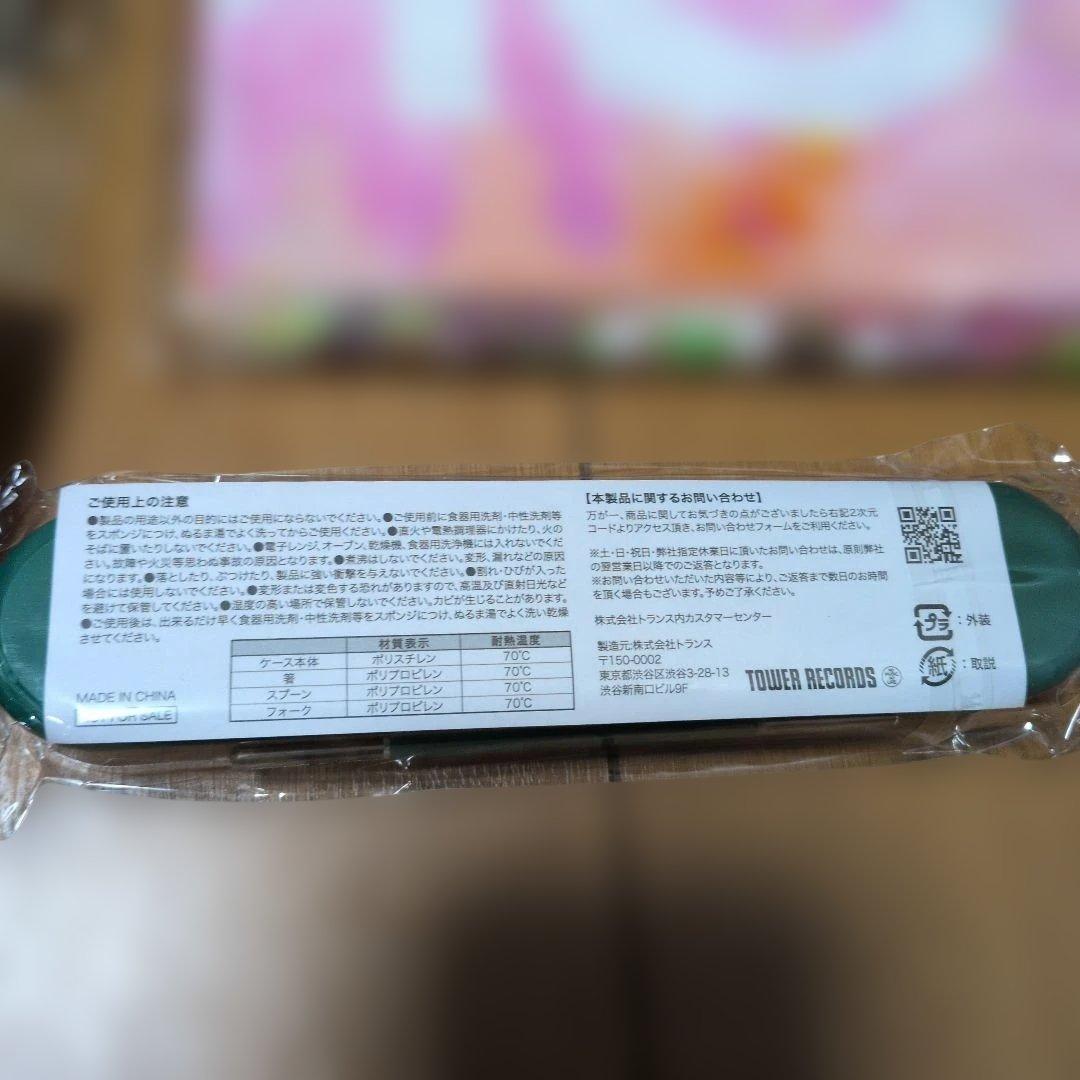 ご使用上の注意
●製品の用途以外の目的にはご使用にならないでください。●ご使用前に食器用洗剤・中性洗剤等
をスポンジにつけ、ぬるま湯でよく洗ってからご使用ください。●直火や電熱調理器にかけたり、火の
そばに置いたりしないでください。●電子レンジ、オーブン、乾燥機、食器用洗浄機には入れないでくだ
さい。故障や火災等思わぬ事故の原因となります。●煮沸はしないでください。変形、漏れなどの原因
になります。●落としたり、ぶつけたり、製品に強い衝撃を与えないでください。●割れ・ひびが入った
場合には使用しないでください。●変形または変色する恐れがありますので、高温及び直射日光など
を避けて保管してください。●湿度の高い場所で保管しないでください。カビが生じることがあります。
●ご使用後は、出来るだけ早く食器用洗剤・中性洗剤等をスポンジにつけ、ぬるま湯でよく洗い乾燥
させてください。
材質表示 耐熱温度
ケース本体 ポリスチレン 70℃
箸 ポリプロピレン 70℃
スプーン ポリプロピレン 70℃
フォーク ポリプロピレン 70℃
MADE IN CHINA
NOT FOR SALE
【本製品に関するお問い合わせ】
万が一、商品に関してお気づきの点がございましたら右記2次元
コードよりアクセス頂き、お問い合わせフォームをご利用ください。
※土・日・祝日・弊社指定休業日に頂いたお問い合わせは、原則弊社
の翌営業日以降でのご返答となります。
※お問い合わせいただいた内容等により、ご返答まで数日のお時間
を頂く場合もございます。予めご了承ください。
株式会社トランス内カスタマーセンター
製造元:株式会社トランス
〒150-0002
東京都渋谷区渋谷3-28-13
渋谷新南口ビル9F
TOWER RECORDS
プラ:外装
紙:取説